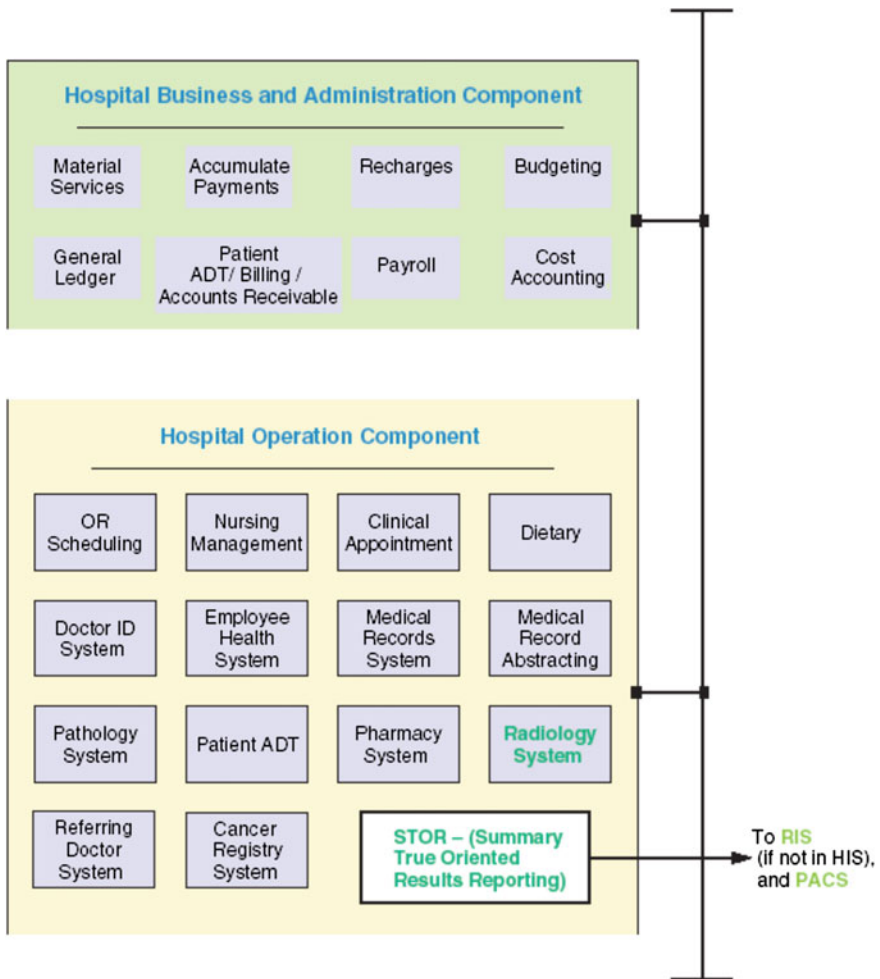 Hospital Business and Administration Component
Material
Services
Accumulate
Payments
Recharges
Budgeting
General
Ledger
Patient
ADT/ Billing /
Accounts Receivable
Payroll
Cost
Accounting
Hospital Operation Component
OR
Scheduling
Nursing
Management
Clinical
Appointment
Dietary
Doctor ID
System
Employee
Health
System
Medical
Records
System
Medical
Record
Abstracting
Pathology
System
Patient ADT
Pharmacy
System
Radiology
System
Referring
Doctor
System
Cancer
Registry
System
STOR – (Summary
True Oriented
Results Reporting)
To RIS
(if not in HIS),
and PACS